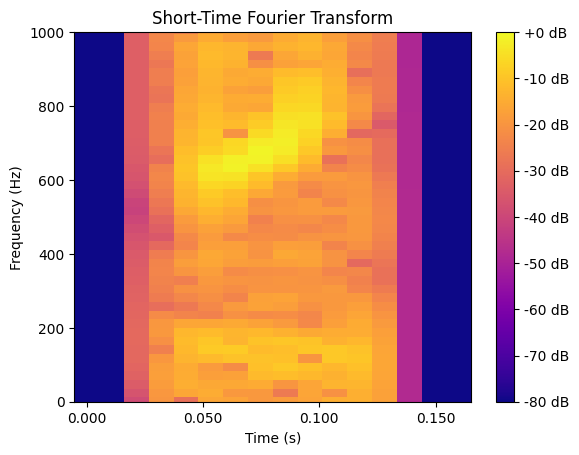 Short-Time Fourier Transform
1000
800
600
400
200
0
Frequency (Hz)
0.000
0.050
0.100
0.150
Time (s)
+0 dB
-10 dB
-20 dB
-30 dB
-40 dB
-50 dB
-60 dB
-70 dB
-80 dB